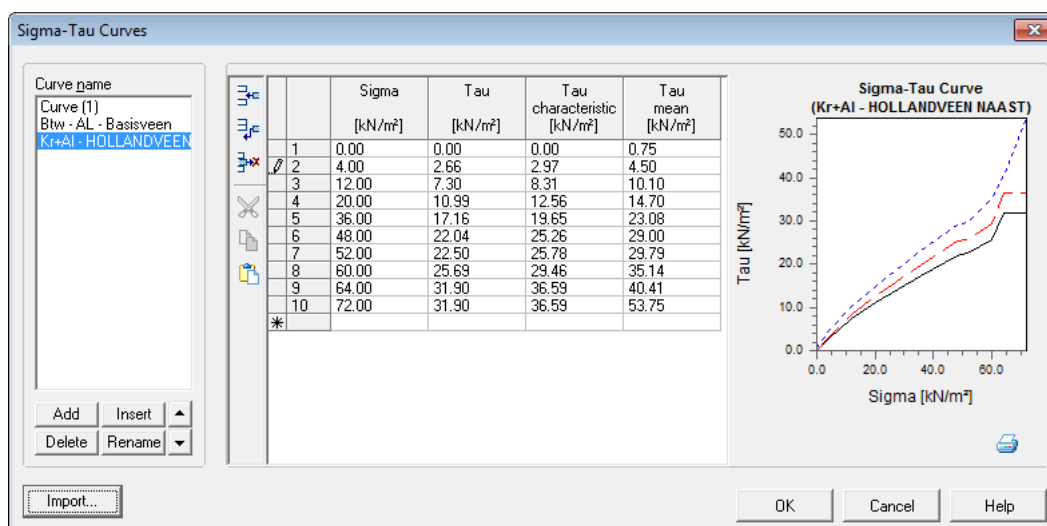 Sigma-Tau Curves
Curve name
Curve (1)
Btw - AL - Basisveen
Kr+Al - HOLLANDVEEN
Add Insert
Delete Rename
Import...
Sigma Tau Tau characteristic Tau mean
[kN/m²] [kN/m²] [kN/m²] [kN/m²]
1 0.00 0.00 0.00 0.75
2 4.00 2.66 2.97 4.50
3 12.00 7.30 8.31 10.10
4 20.00 10.99 12.56 14.70
5 36.00 17.16 19.65 23.08
6 48.00 22.04 25.26 29.00
7 52.00 22.50 25.78 29.79
8 60.00 25.69 29.46 35.14
9 64.00 31.90 36.59 40.41
10 72.00 31.90 36.59 53.75
Sigma-Tau Curve
(Kr+Al - HOLLANDVEEN NAAST)
Tau [kN/m²]
50.0
40.0
30.0
20.0
10.0
0.0
0.0 20.0 40.0 60.0
Sigma [kN/m²]
OK Cancel Help